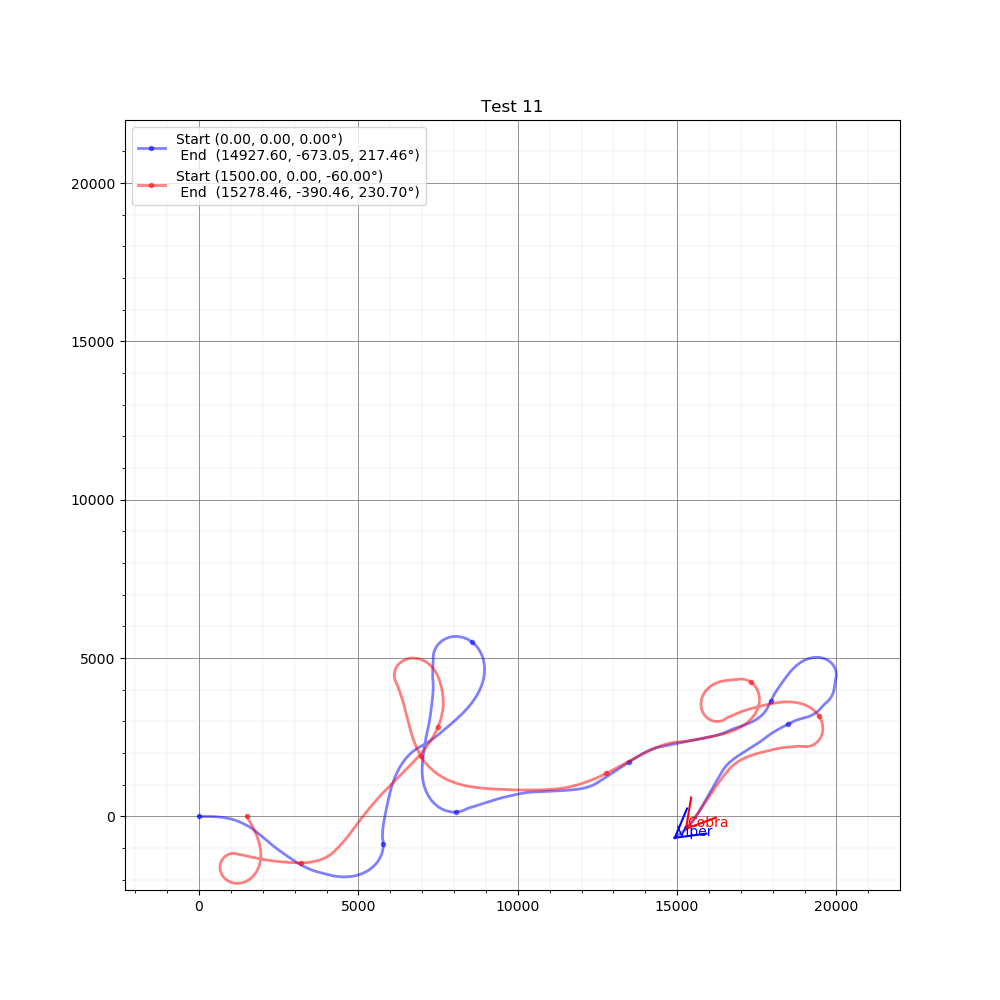 Test 11
Start (0.00, 0.00, 0.00°)
End (14927.60, -673.05, 217.46°)
Start (1500.00, 0.00, -60.00°)
End (15278.46, -390.46, 230.70°)
20000
15000
10000
5000
0
Cobra
Viper
0
5000
10000
15000
20000